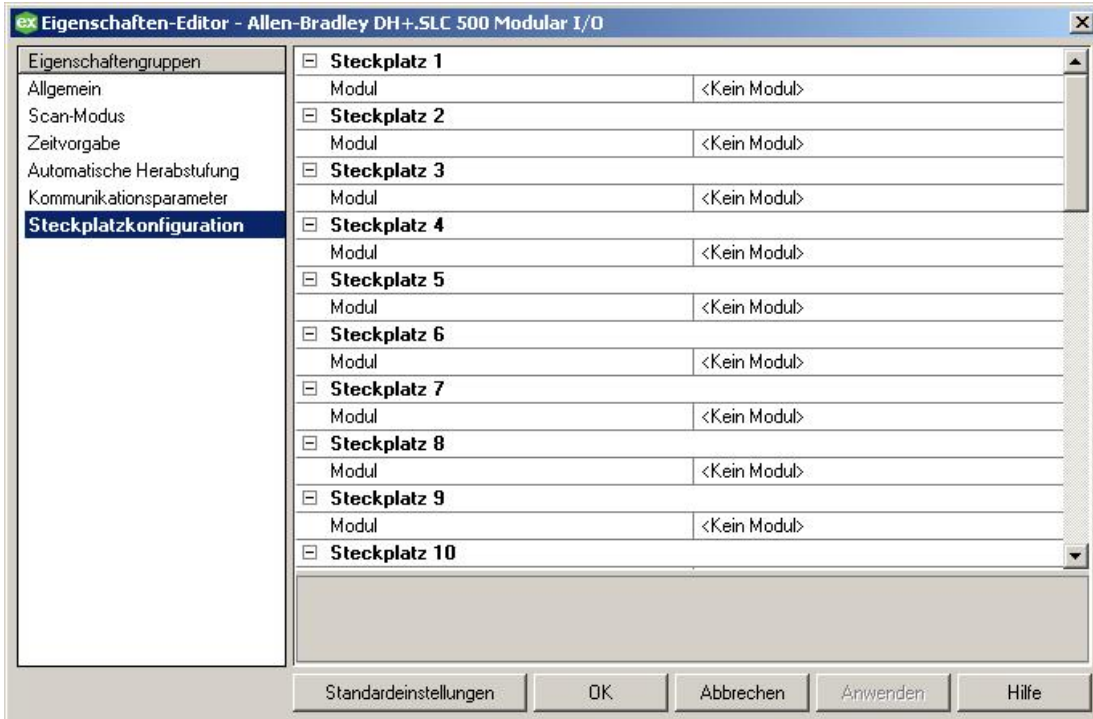 ex Eigenschaften-Editor - Allen-Bradley DH+.SLC 500 Modular I/O
Eigenschaftengruppen
Allgemein
Scan-Modus
Zeitvorgabe
Automatische Herabstufung
Kommunikationsparameter
Steckplatzkonfiguration
Steckplatz 1
Modul <Kein Modul>
Steckplatz 2
Modul <Kein Modul>
Steckplatz 3
Modul <Kein Modul>
Steckplatz 4
Modul <Kein Modul>
Steckplatz 5
Modul <Kein Modul>
Steckplatz 6
Modul <Kein Modul>
Steckplatz 7
Modul <Kein Modul>
Steckplatz 8
Modul <Kein Modul>
Steckplatz 9
Modul <Kein Modul>
Steckplatz 10
Standardeinstellungen OK Abbrechen Anwenden Hilfe